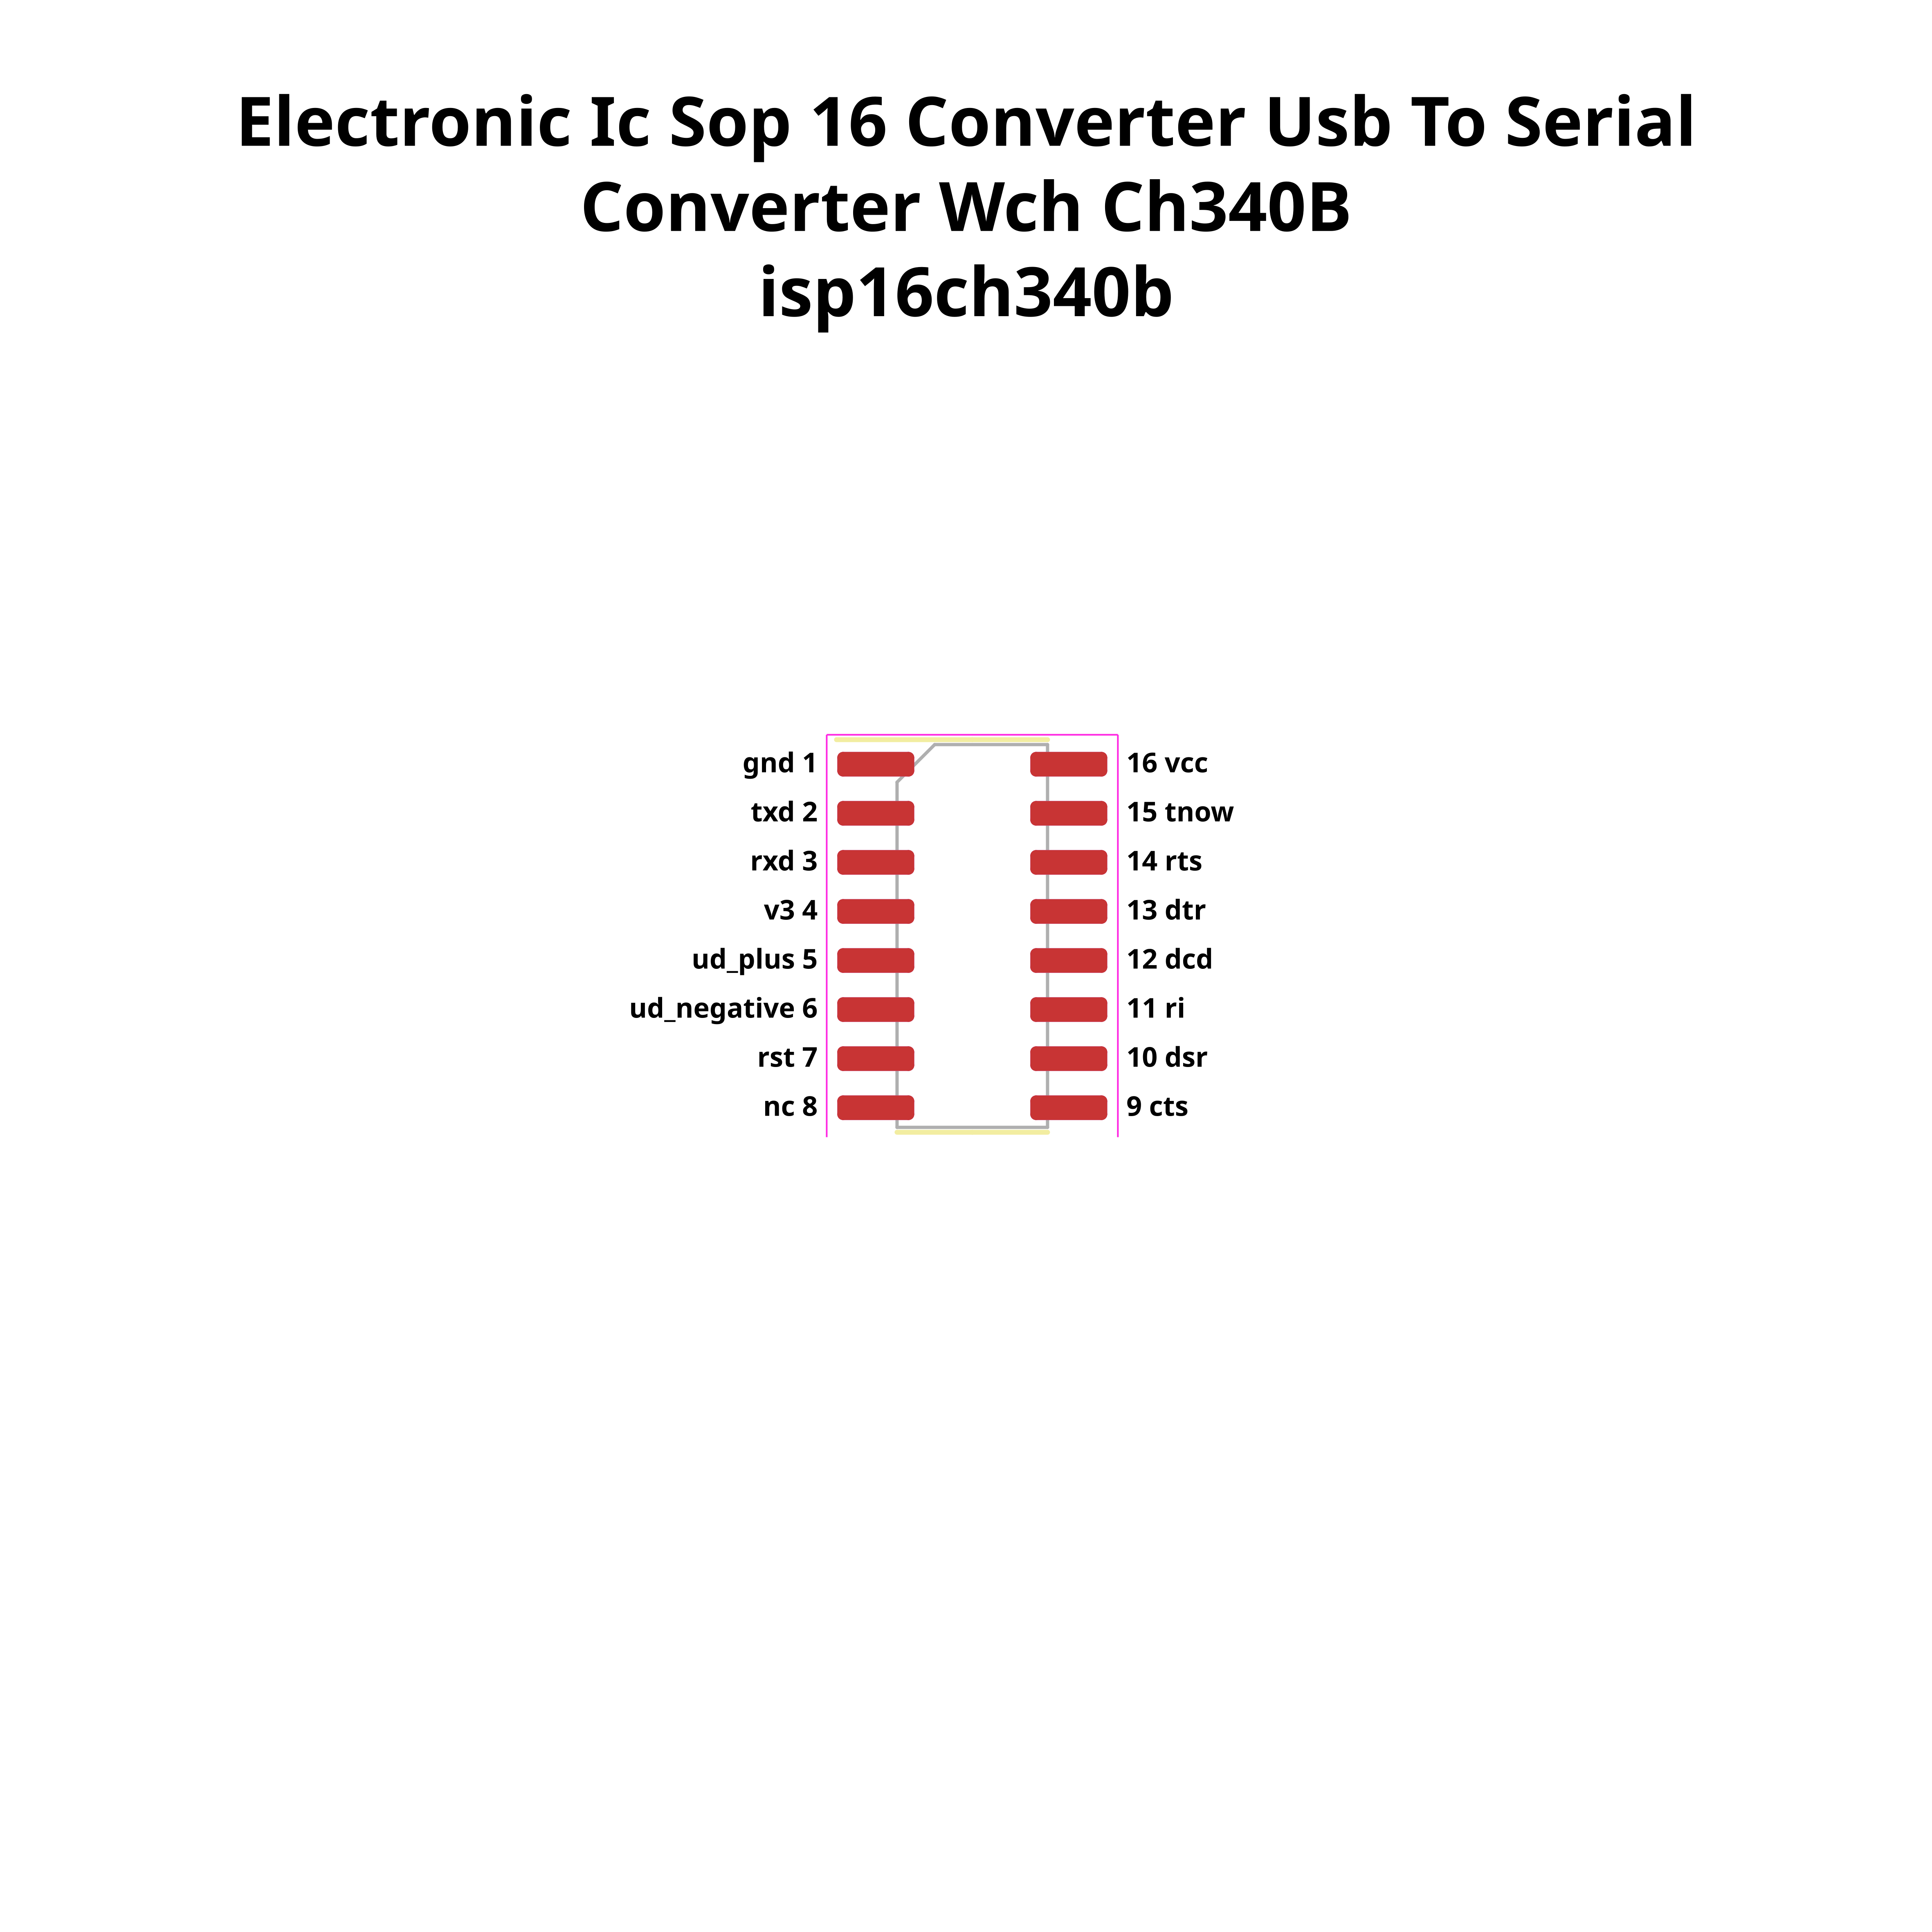 Electronic Ic Sop 16 Converter Usb To Serial
Converter Wch Ch340B
isp16ch340b
gnd 1
16 vcc
txd 2
15 tnow
rxd 3
14 rts
v3 4
13 dtr
ud_plus 5
12 dcd
ud_negative 6
11 ri
rst 7
10 dsr
nc 8
9 cts